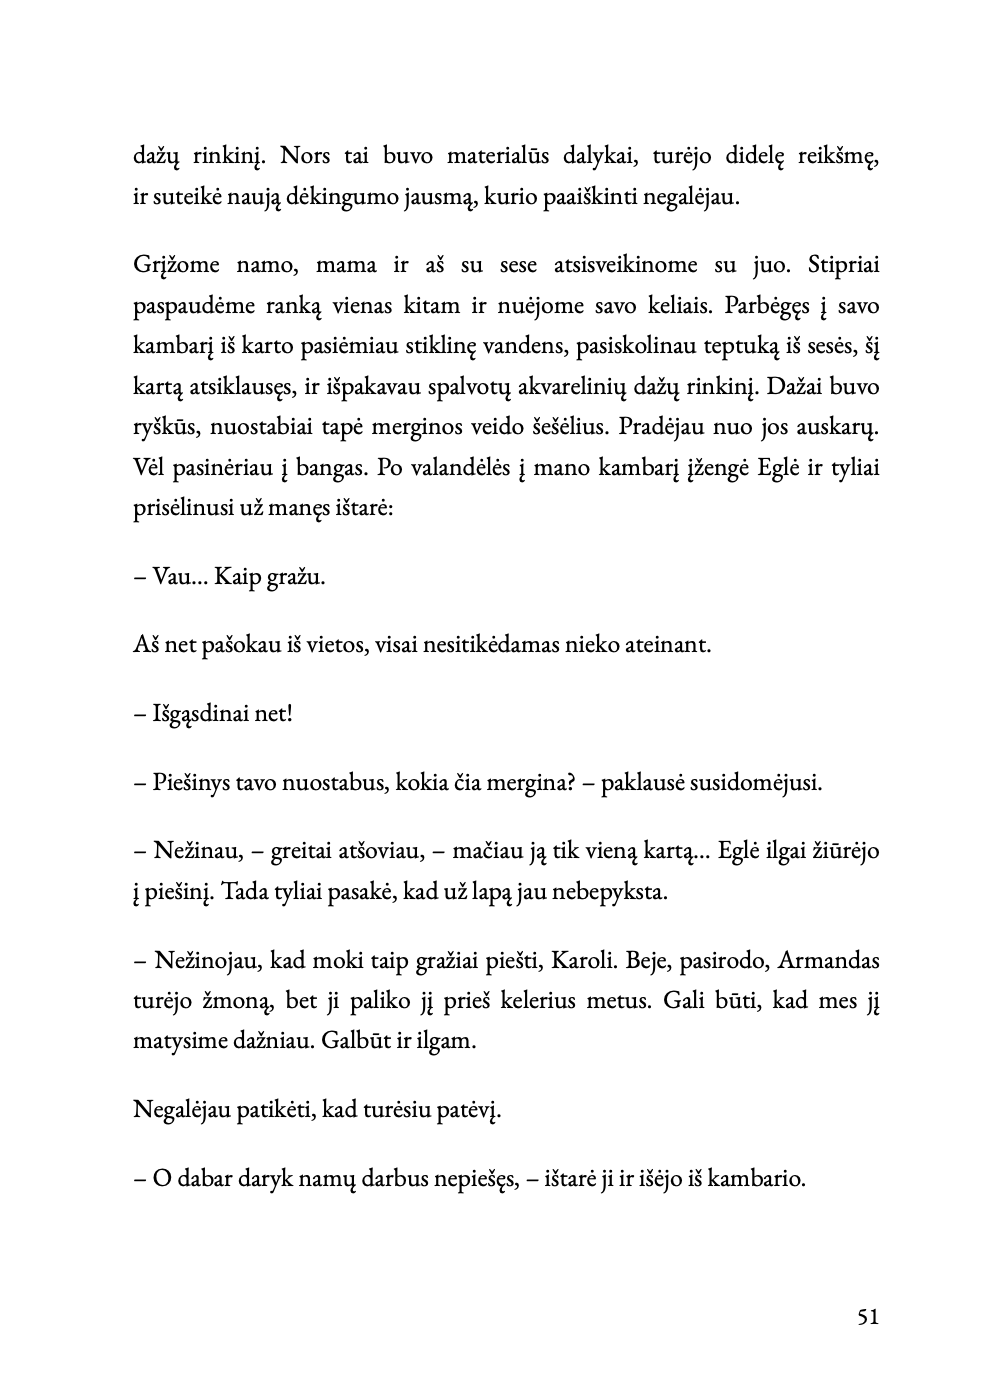 dažų rinkinį. Nors tai buvo materialūs dalykai, turėjo didelę reikšmę,
ir suteikė naują dėkingumo jausmą, kurio paaiškinti negalėjau.
Grįžome namo, mama ir aš su sese atsisveikinome su juo. Stipriai
paspaudėme ranką vienas kitam ir nuėjome savo keliais. Parbėgęs į savo
kambarį iš karto pasiėmiau stiklinę vandens, pasiskolinau teptuką iš sesės, šį
kartą atsiklausęs, ir išpakavau spalvotų akvarelinių dažų rinkinį. Dažai buvo
ryškūs, nuostabiai tapė merginos veido šešėlius. Pradėjau nuo jos auskarų.
Vėl pasinėriau į bangas. Po valandėlės į mano kambarį įžengė Eglė ir tyliai
prisėlinusi už manęs ištarė:
– Vau... Kaip gražu.
Aš net pašokau iš vietos, visai nesitikėdamas nieko ateinant.
– Išgąsdinai net!
– Piešinys tavo nuostabus, kokia čia mergina? – paklausė susidomėjusi.
– Nežinau, – greitai atšoviau, – mačiau ją tik vieną kartą... Eglė ilgai žiūrėjo
į piešinį. Tada tyliai pasakė, kad už lapą jau nebepyksta.
– Nežinojau, kad moki taip gražiai piešti, Karoli. Beje, pasirodo, Armandas
turėjo žmoną, bet ji paliko jį prieš kelerius metus. Gali būti, kad mes jį
matysime dažniau. Galbūt ir ilgam.
Negalėjau patikėti, kad turėsiu patėvį.
– O dabar daryk namų darbus nepiešęs, – ištarė ji ir išėjo iš kambario.
51